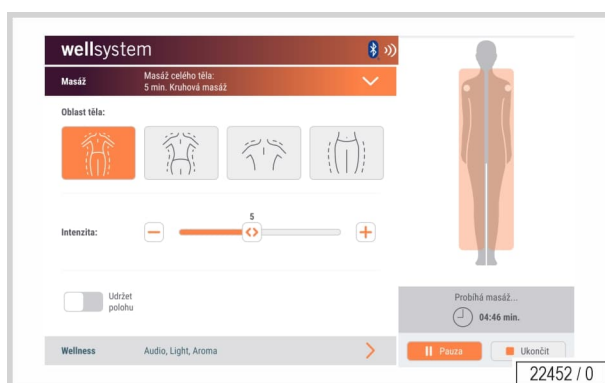 wellsystem
Masáž
Masáž celého těla:
5 min. Kruhová masáž
Oblast těla:
5
Intenzita:
Udržet
polohu
Wellness
Audio, Light, Aroma
Probíhá masáž...
04:46 min.
Pauza
Ukončit
22452 / 0